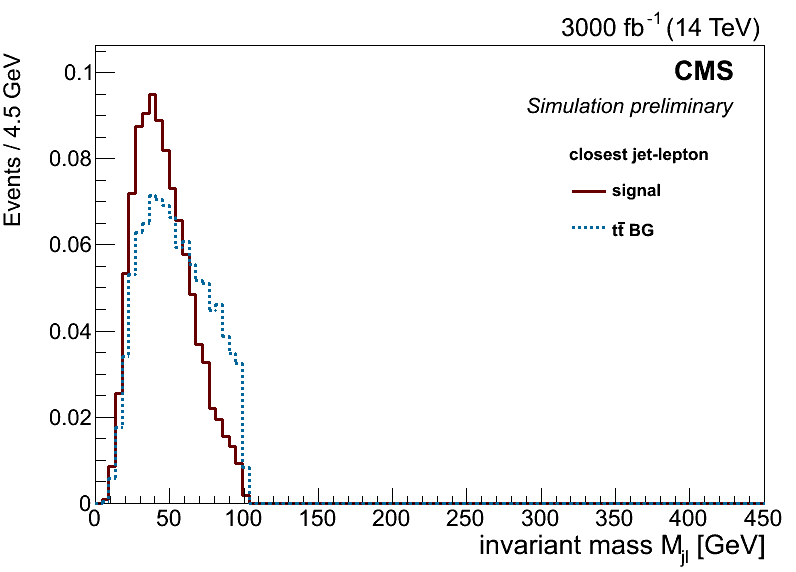 3000 fb⁻¹ (14 TeV)
CMS
Simulation preliminary
closest jet-lepton
signal
tt̄ BG
Events / 4.5 GeV
0.1
0.08
0.06
0.04
0.02
0
0 50 100 150 200 250 300 350 400 450
invariant mass Mjl [GeV]